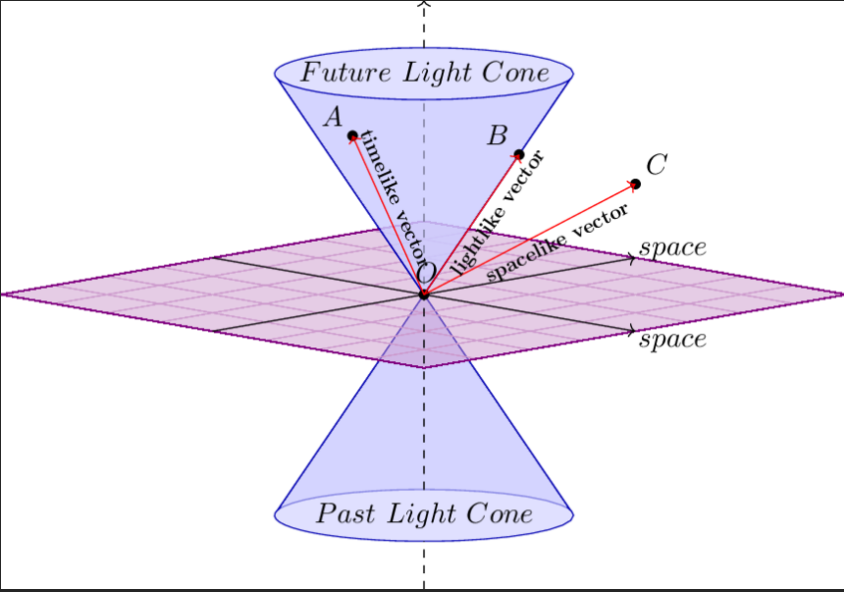 Future Light Cone
A
B
C
timelike vector
lightlike vector
spacelike vector
O
space
space
Past Light Cone